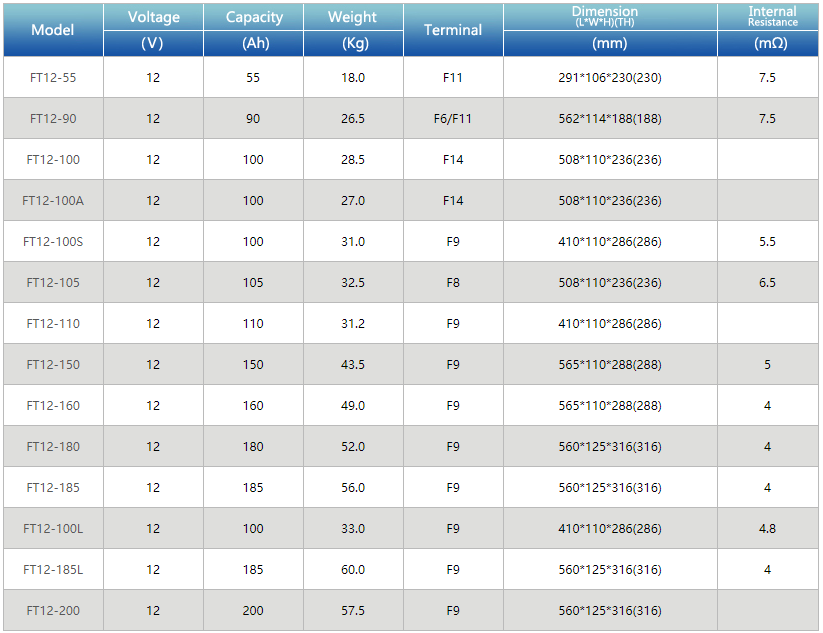 Model Voltage Capacity Weight Terminal Dimension Internal
(L*W*H)(TH) Resistance
(V) (Ah) (Kg) (mm) (mΩ)
FT12-55 12 55 18.0 F11 291*106*230(230) 7.5
FT12-90 12 90 26.5 F6/F11 562*114*188(188) 7.5
FT12-100 12 100 28.5 F14 508*110*236(236)
FT12-100A 12 100 27.0 F14 508*110*236(236)
FT12-100S 12 100 31.0 F9 410*110*286(286) 5.5
FT12-105 12 105 32.5 F8 508*110*236(236) 6.5
FT12-110 12 110 31.2 F9 410*110*286(286)
FT12-150 12 150 43.5 F9 565*110*288(288) 5
FT12-160 12 160 49.0 F9 565*110*288(288) 4
FT12-180 12 180 52.0 F9 560*125*316(316) 4
FT12-185 12 185 56.0 F9 560*125*316(316) 4
FT12-100L 12 100 33.0 F9 410*110*286(286) 4.8
FT12-185L 12 185 60.0 F9 560*125*316(316) 4
FT12-200 12 200 57.5 F9 560*125*316(316)